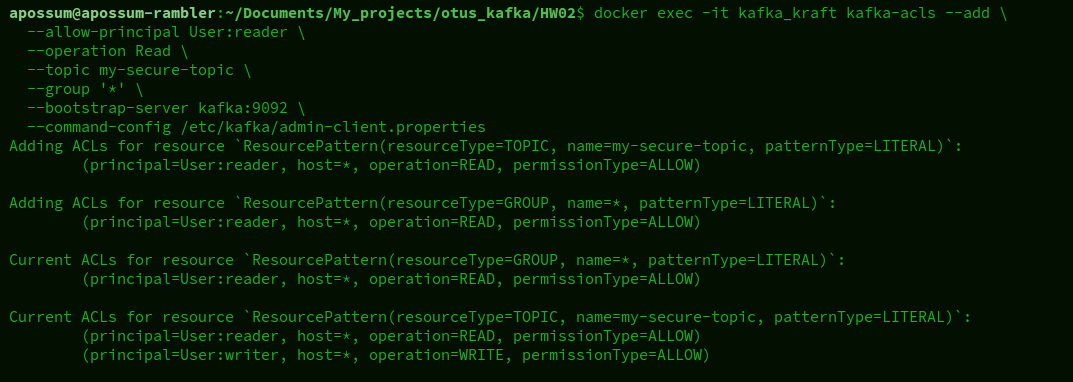 apossum@apossum-rambler:~/Documents/My_projects/otus_kafka/HW02$ docker exec -it kafka_kraft kafka-acls --add \
  --allow-principal User:reader \
  --operation Read \
  --topic my-secure-topic \
  --group '*' \
  --bootstrap-server kafka:9092 \
  --command-config /etc/kafka/admin-client.properties
Adding ACLs for resource `ResourcePattern(resourceType=TOPIC, name=my-secure-topic, patternType=LITERAL)`:
        (principal=User:reader, host=*, operation=READ, permissionType=ALLOW)

Adding ACLs for resource `ResourcePattern(resourceType=GROUP, name=*, patternType=LITERAL)`:
        (principal=User:reader, host=*, operation=READ, permissionType=ALLOW)

Current ACLs for resource `ResourcePattern(resourceType=GROUP, name=*, patternType=LITERAL)`:
        (principal=User:reader, host=*, operation=READ, permissionType=ALLOW)

Current ACLs for resource `ResourcePattern(resourceType=TOPIC, name=my-secure-topic, patternType=LITERAL)`:
        (principal=User:reader, host=*, operation=READ, permissionType=ALLOW)
        (principal=User:writer, host=*, operation=WRITE, permissionType=ALLOW)